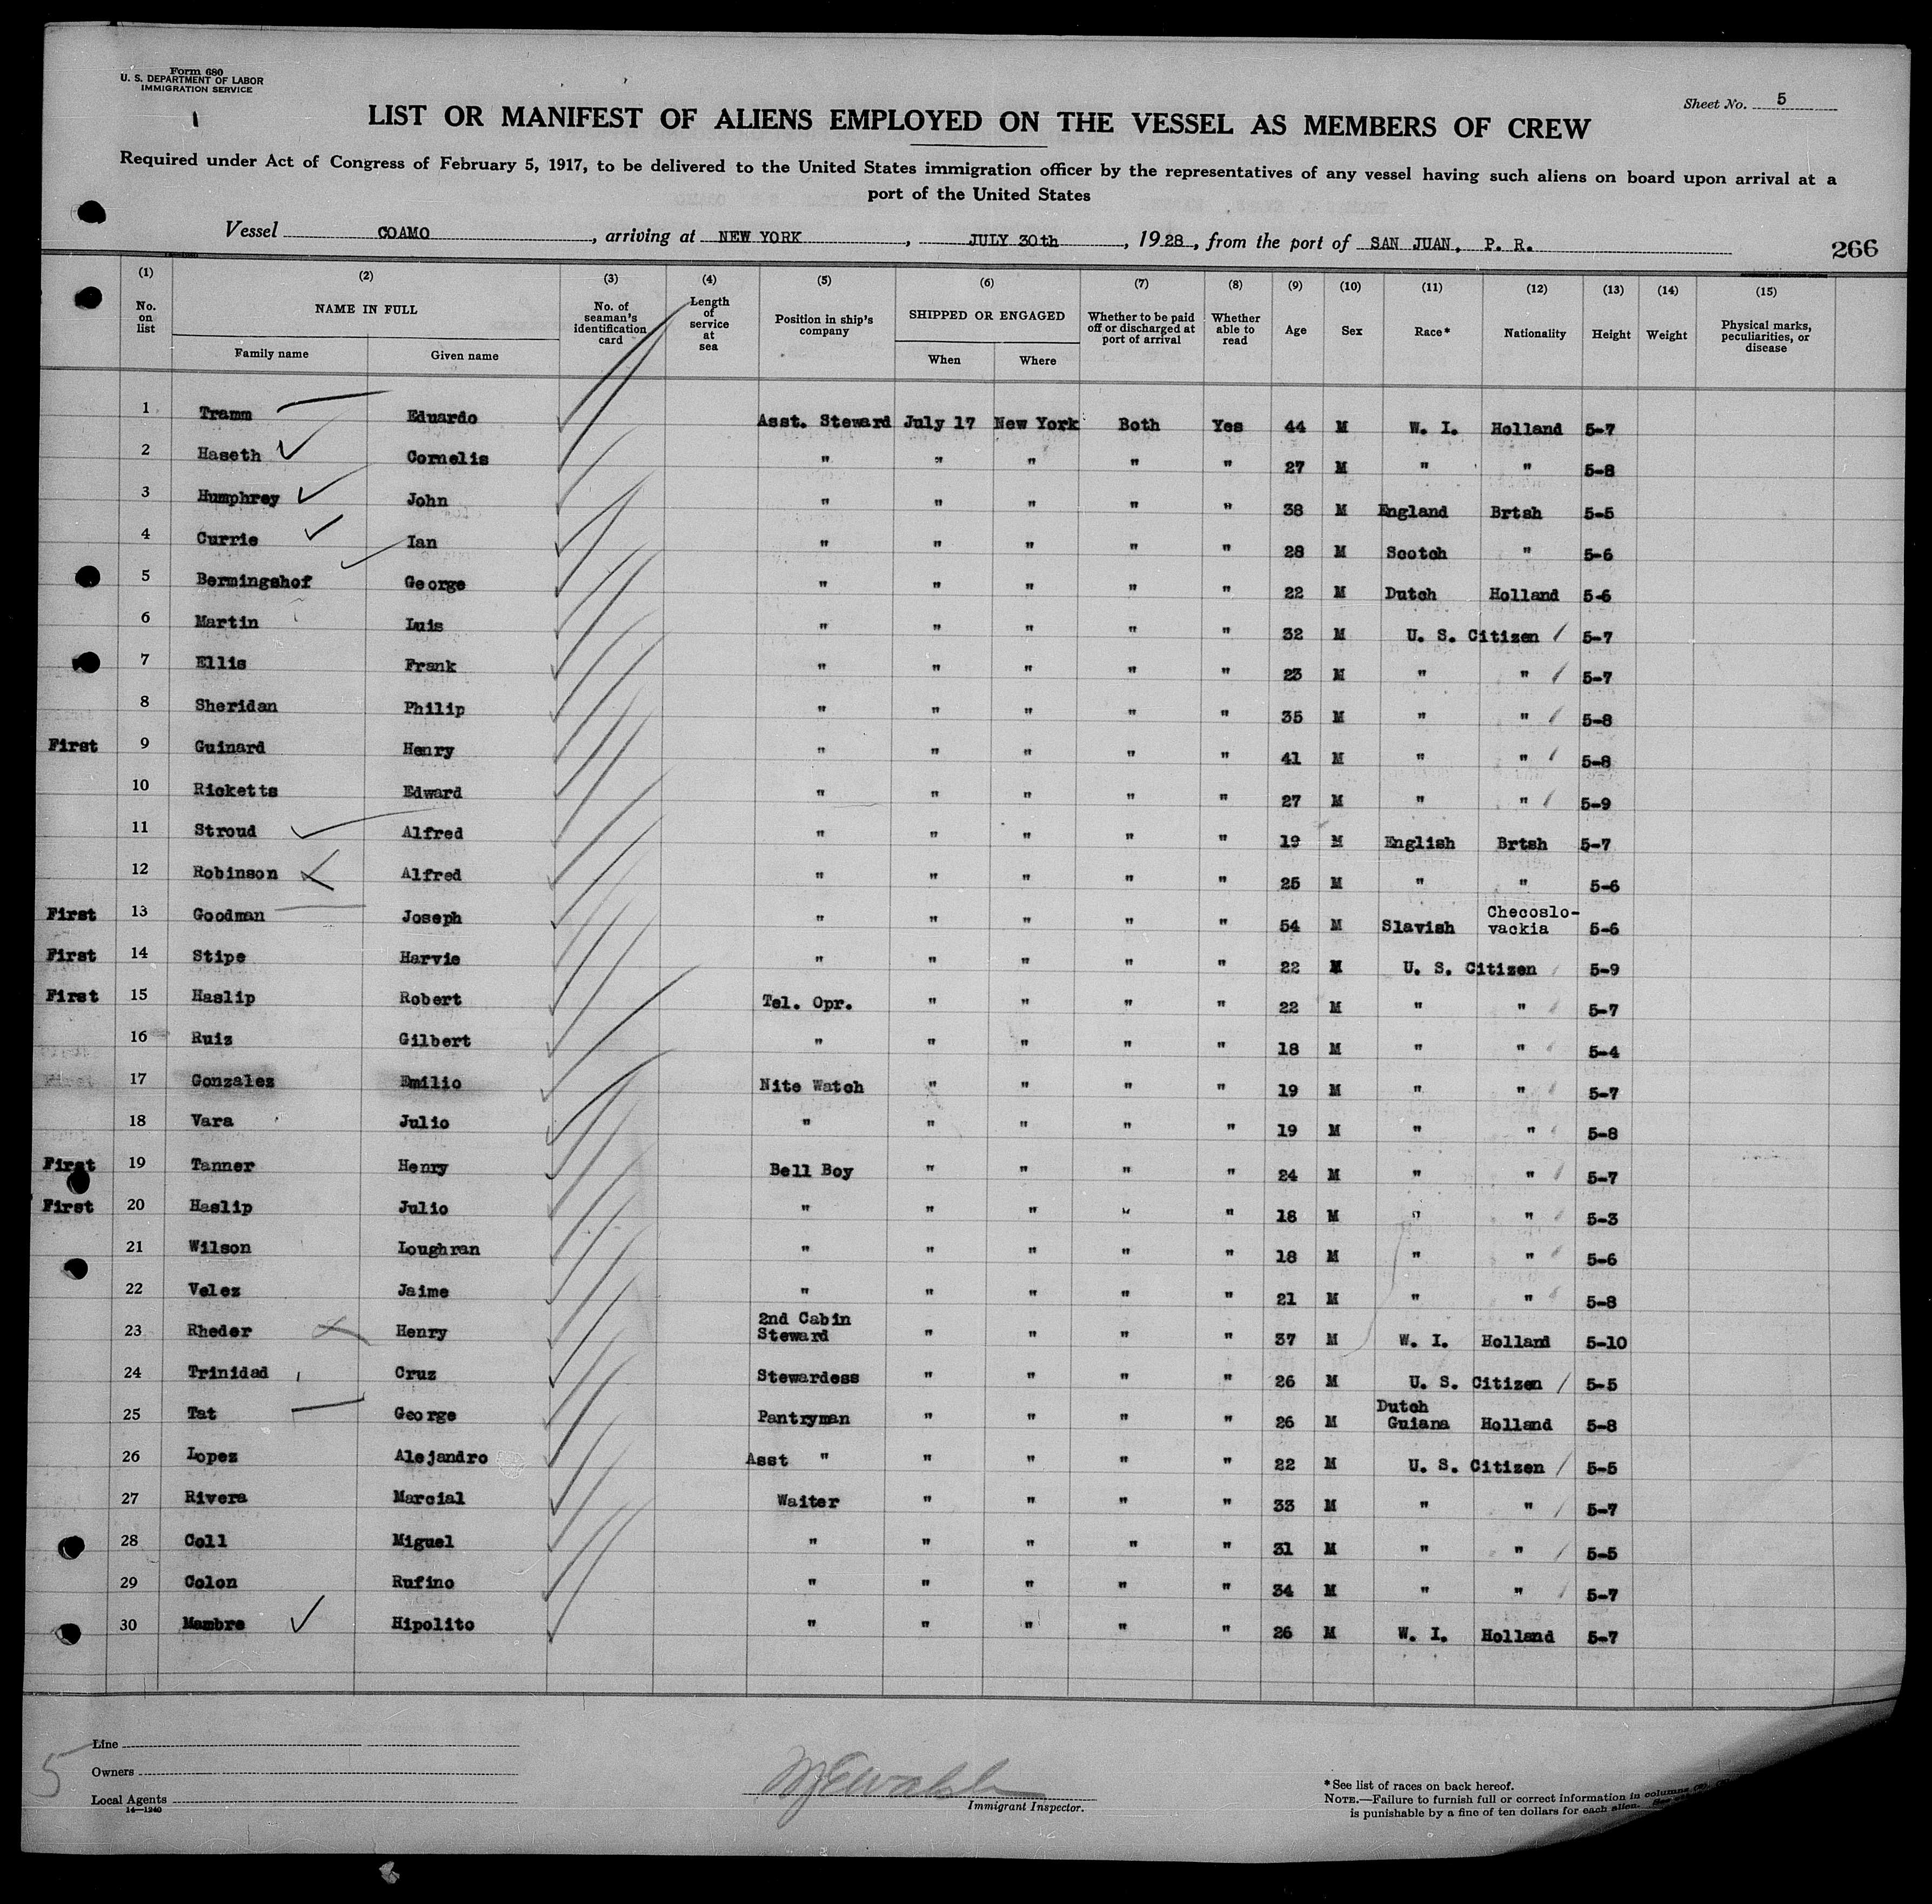 Form 680
U. S. DEPARTMENT OF LABOR
IMMIGRATION SERVICE
Sheet No. 5
LIST OR MANIFEST OF ALIENS EMPLOYED ON THE VESSEL AS MEMBERS OF CREW
Required under Act of Congress of February 5, 1917, to be delivered to the United States immigration officer by the representatives of any vessel having such aliens on board upon arrival at a
port of the United States
Vessel COAMO, arriving at NEW YORK, JULY 30th, 1928, from the port of SAN JUAN, P. R.
266
(1) (2) (3) (4) (5) (6) (7) (8) (9) (10) (11) (12) (13) (14) (15)
No. on list NAME IN FULL Family name Given name No. of seaman's identification card Length of service at sea Position in ship's company SHIPPED OR ENGAGED When Where Whether to be paid off or discharged at port of arrival Whether able to read Age Sex Race* Nationality Height Weight Physical marks, peculiarities, or disease
1 Tramm Eduardo Asst. Steward July 17 New York Both Yes 44 M W. I. Holland 5-7
2 Haseth Cornelis " " " " " 27 M " " 5-8
3 Humphrey John " " " " " 38 M England Brtsh 5-5
4 Currie Ian " " " " " 28 M Scotch " 5-6
5 Bermingshof George " " " " " 22 M Dutch Holland 5-6
6 Martin Luis " " " " " 32 M U. S. Citizen 5-7
7 Ellis Frank " " " " " 23 M " " 5-7
8 Sheridan Philip " " " " " 35 M " " 5-8
First 9 Guinard Henry " " " " " 41 M " " 5-8
10 Ricketts Edward " " " " " 27 M " " 5-9
11 Stroud Alfred " " " " " 19 M English Brtsh 5-7
12 Robinson Alfred " " " " " 25 M " " 5-6
First 13 Goodman Joseph " " " " " 54 M Slavish Checoslo-vackia 5-6
First 14 Stipe Harvie " " " " " 22 M U. S. Citizen 5-9
First 15 Haslip Robert Tel. Opr. " " " " 22 M " " 5-7
16 Ruiz Gilbert " " " " " 18 M " " 5-4
17 Gonzalez Emilio Nite Watch " " " " 19 M " " 5-7
18 Vara Julio " " " " " 19 M " " 5-8
First 19 Tanner Henry Bell Boy " " " " 24 M " " 5-7
First 20 Haslip Julio " " " " " 18 M " " 5-3
21 Wilson Loughran " " " " " 18 M " " 5-6
22 Velez Jaime " " " " " 21 M " " 5-8
23 Rheder Henry 2nd Cabin Steward " " " " 37 M W. I. Holland 5-10
24 Trinidad Cruz Stewardess " " " " 26 M U. S. Citizen 5-5
25 Tat George Pantryman " " " " 26 M Dutch Guiana Holland 5-8
26 Lopez Alejandro Asst " " " " " 22 M U. S. Citizen 5-5
27 Rivera Marcial Waiter " " " " 33 M " " 5-7
28 Coll Miguel " " " " " 31 M " " 5-5
29 Colon Rufino " " " " " 34 M " " 5-7
30 Mambre Hipolito " " " " " 26 M W. I. Holland 5-7
5
Line
Owners
Local Agents
14—1240
Immigrant Inspector.
*See list of races on back hereof.
NOTE.—Failure to furnish full or correct information in columns
is punishable by a fine of ten dollars for each alien.